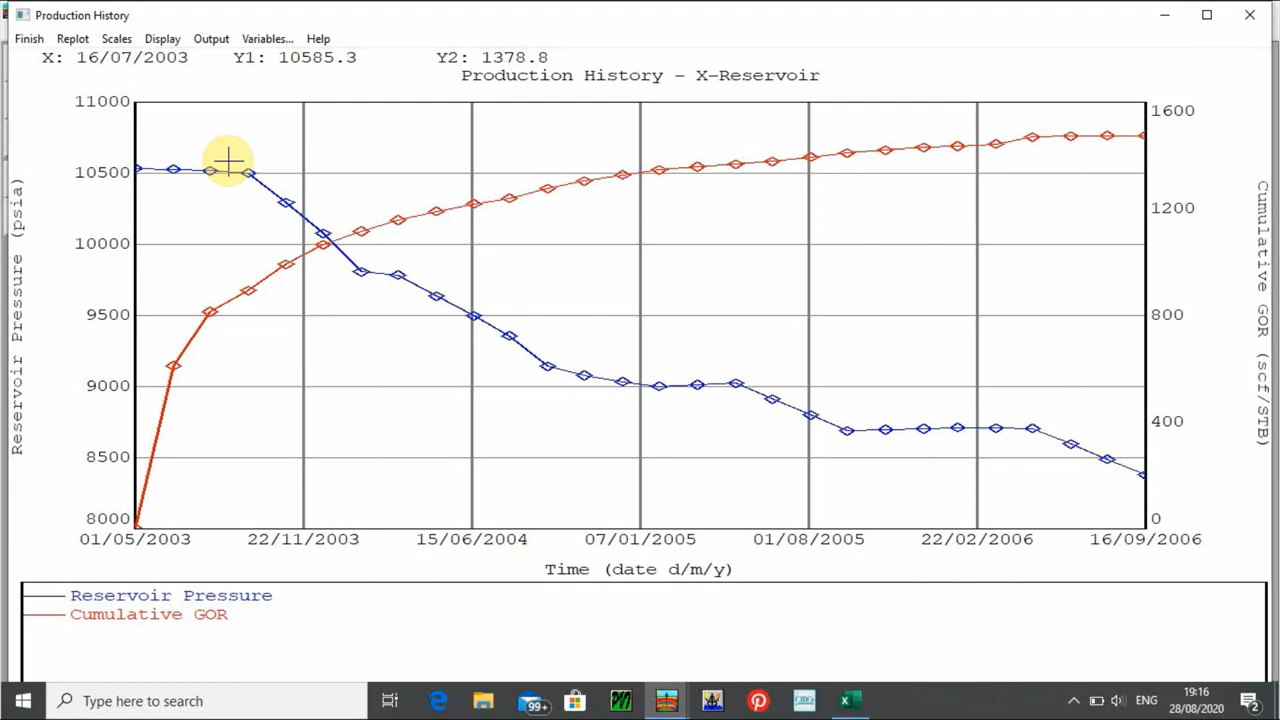 Production History
Finish Replot Scales Display Output Variables... Help
X: 16/07/2003 Y1: 10585.3 Y2: 1378.8
Production History - X-Reservoir
11000
10500
10000
9500
9000
8500
8000
Reservoir Pressure (psia)
1600
1200
800
400
0
Cumulative GOR (scf/STB)
01/05/2003 22/11/2003 15/06/2004 07/01/2005 01/08/2005 22/02/2006 16/09/2006
Time (date d/m/y)
Reservoir Pressure
Cumulative GOR
Type here to search
99+
CMG
ENG
19:16
28/08/2020
2